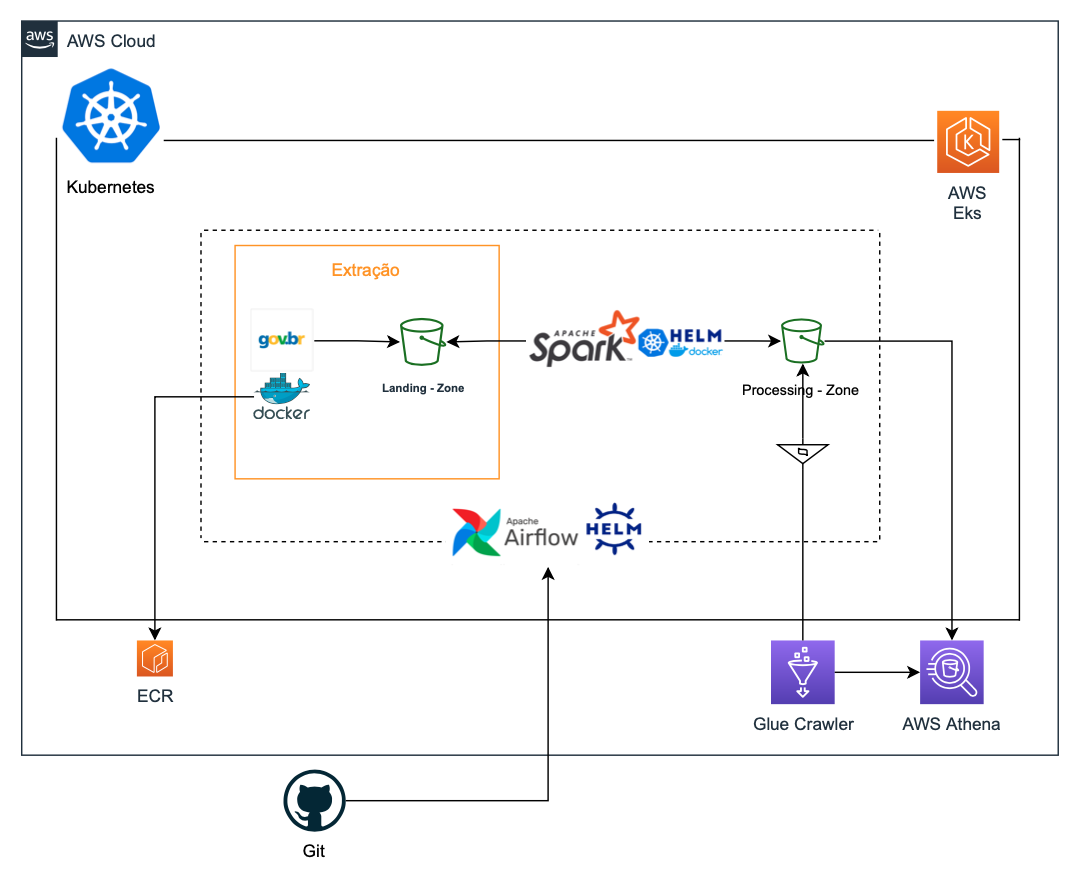 aws
AWS Cloud
Kubernetes
AWS
Eks
Extração
gov.br
docker
Landing - Zone
APACHE
Spark™
HELM
docker
Processing - Zone
Apache
Airflow
HELM
ECR
Glue Crawler
AWS Athena
Git